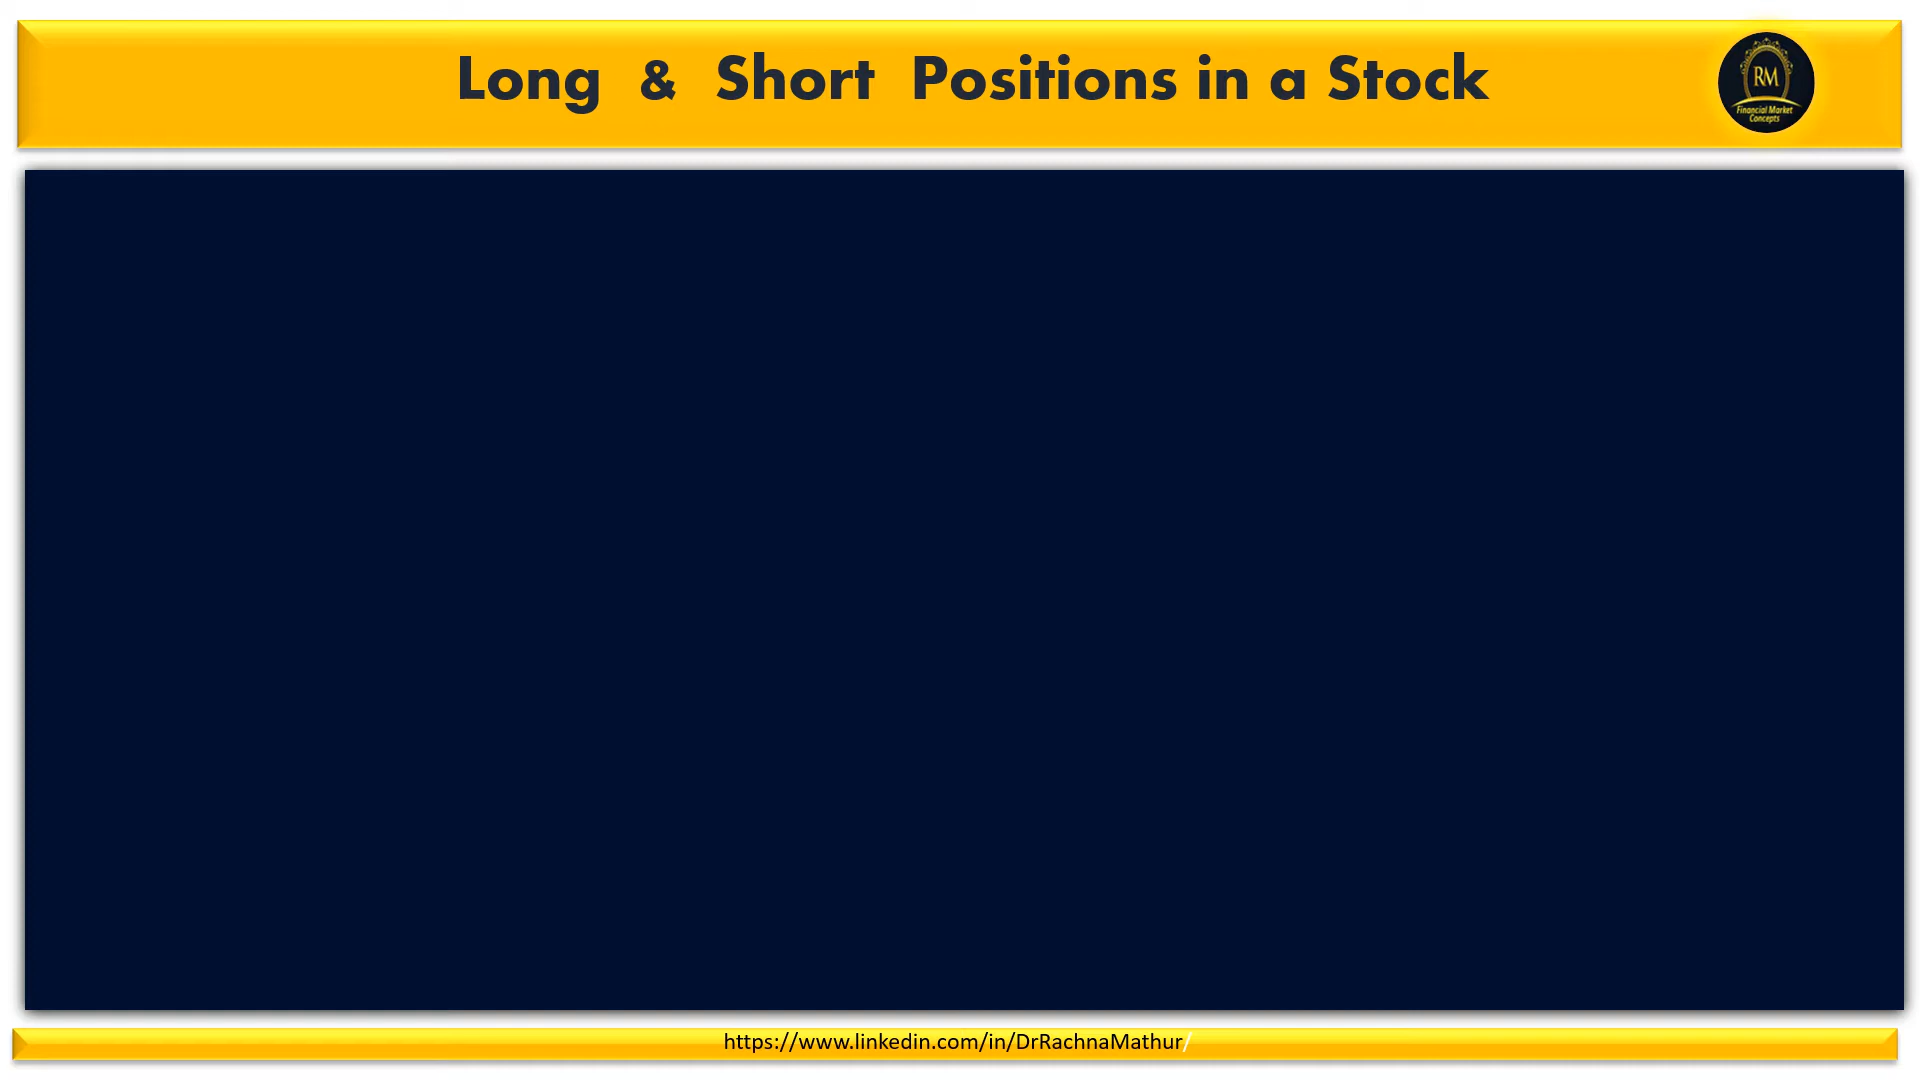 Long & Short Positions in a Stock
RM
Financial Market
Concepts
https://www.linkedin.com/in/DrRachnaMathur/